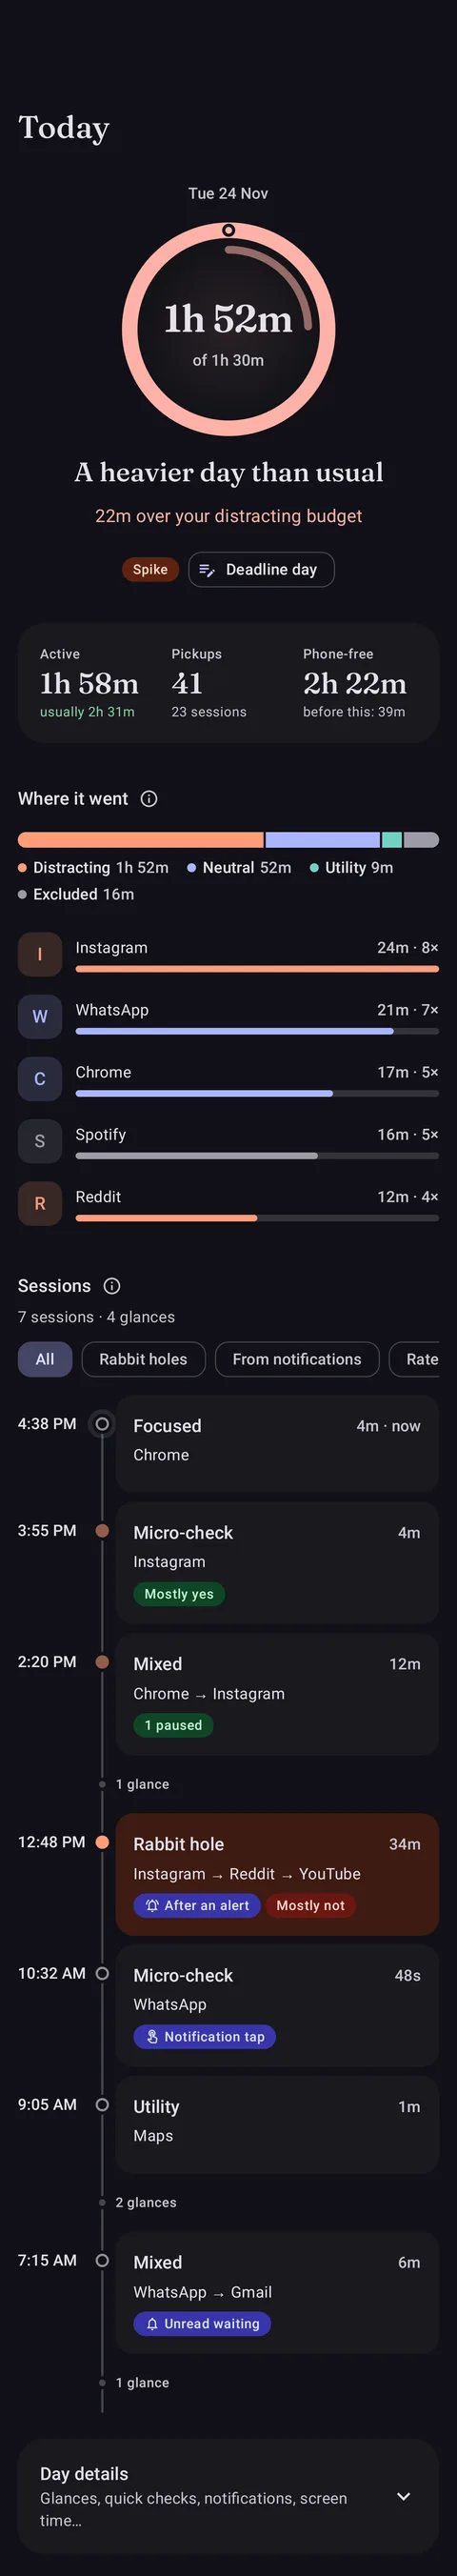 Today
Tue 24 Nov
1h 52m
of 1h 30m
A heavier day than usual
22m over your distracting budget
Spike
Deadline day
Active Pickups Phone-free
1h 58m 41 2h 22m
usually 2h 31m 23 sessions before this: 39m
Where it went
Distracting 1h 52m Neutral 52m Utility 9m
Excluded 16m
I Instagram 24m · 8×
W WhatsApp 21m · 7×
C Chrome 17m · 5×
S Spotify 16m · 5×
R Reddit 12m · 4×
Sessions
7 sessions · 4 glances
All Rabbit holes From notifications Rate
4:38 PM Focused 4m · now
Chrome
3:55 PM Micro-check 4m
Instagram
Mostly yes
2:20 PM Mixed 12m
Chrome → Instagram
1 paused
1 glance
12:48 PM Rabbit hole 34m
Instagram → Reddit → YouTube
After an alert Mostly not
10:32 AM Micro-check 48s
WhatsApp
Notification tap
9:05 AM Utility 1m
Maps
2 glances
7:15 AM Mixed 6m
WhatsApp → Gmail
Unread waiting
1 glance
Day details
Glances, quick checks, notifications, screen
time…